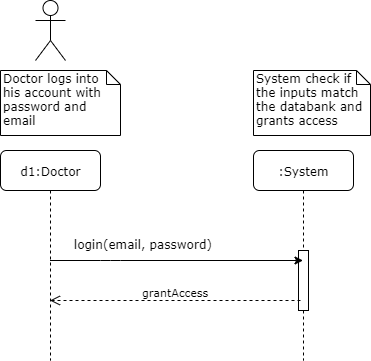 Doctor logs into
his account with
password and
email
System check if
the inputs match
the databank and
grants access
d1:Doctor
:System
login(email, password)
grantAccess